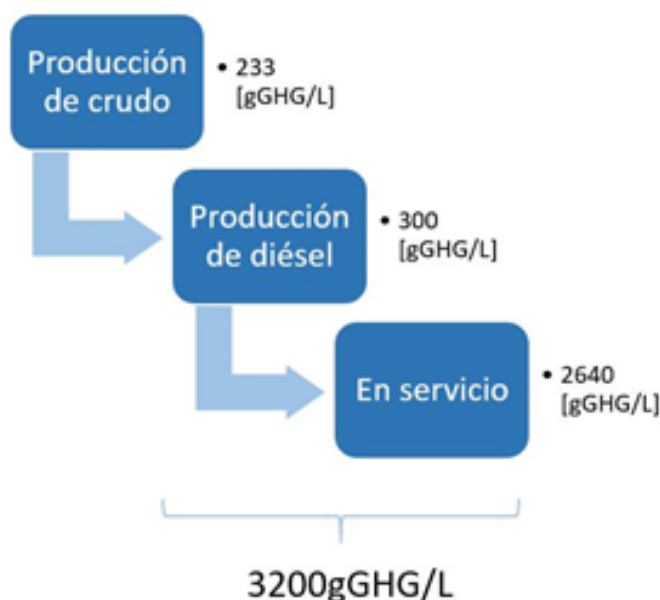 Producción
de crudo
• 233
[gGHG/L]
Producción
de diésel
• 300
[gGHG/L]
En servicio
• 2640
[gGHG/L]
3200gGHG/L